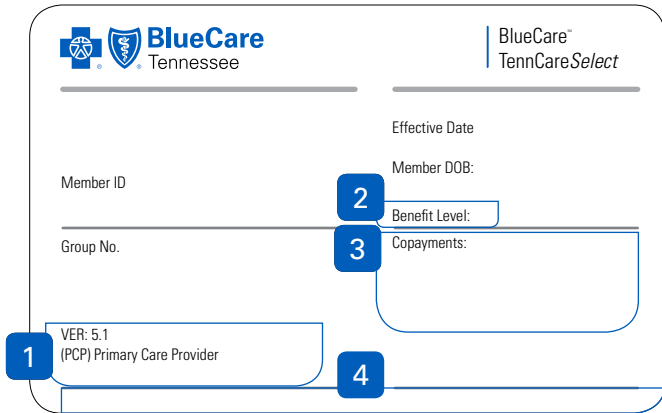 BlueCare
Tennessee
BlueCare℠
TennCareSelect
Effective Date
Member DOB:
Member ID
2
Benefit Level:
Group No.
3
Copayments:
VER: 5.1
1
(PCP) Primary Care Provider
4